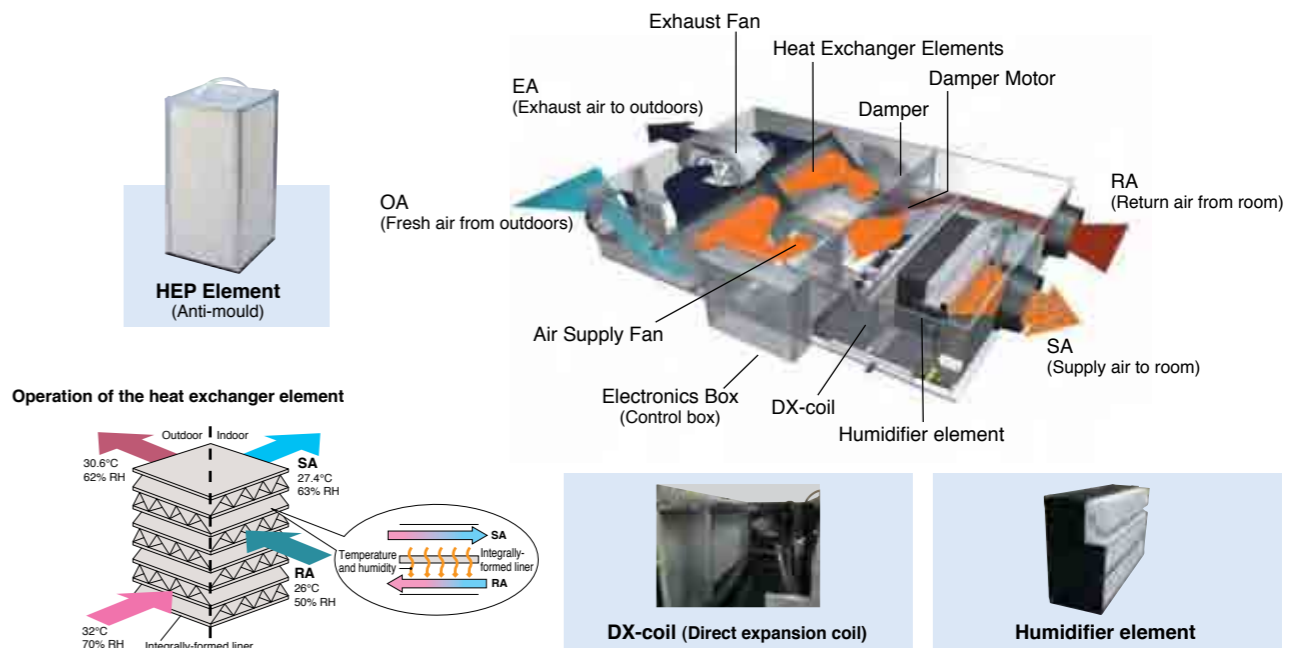 Exhaust Fan
Heat Exchanger Elements
Damper Motor
EA
(Exhaust air to outdoors)
Damper
RA
(Return air from room)
OA
(Fresh air from outdoors)
HEP Element
(Anti-mould)
Air Supply Fan
SA
(Supply air to room)
Electronics Box
(Control box)
DX-coil
Humidifier element
Operation of the heat exchanger element
Outdoor
Indoor
30.6°C
62% RH
SA
27.4°C
63% RH
SA
Temperature
and humidity
Integrally-
formed liner
RA
RA
26°C
50% RH
32°C
70% RH
Integrally-formed liner
DX-coil (Direct expansion coil)
Humidifier element